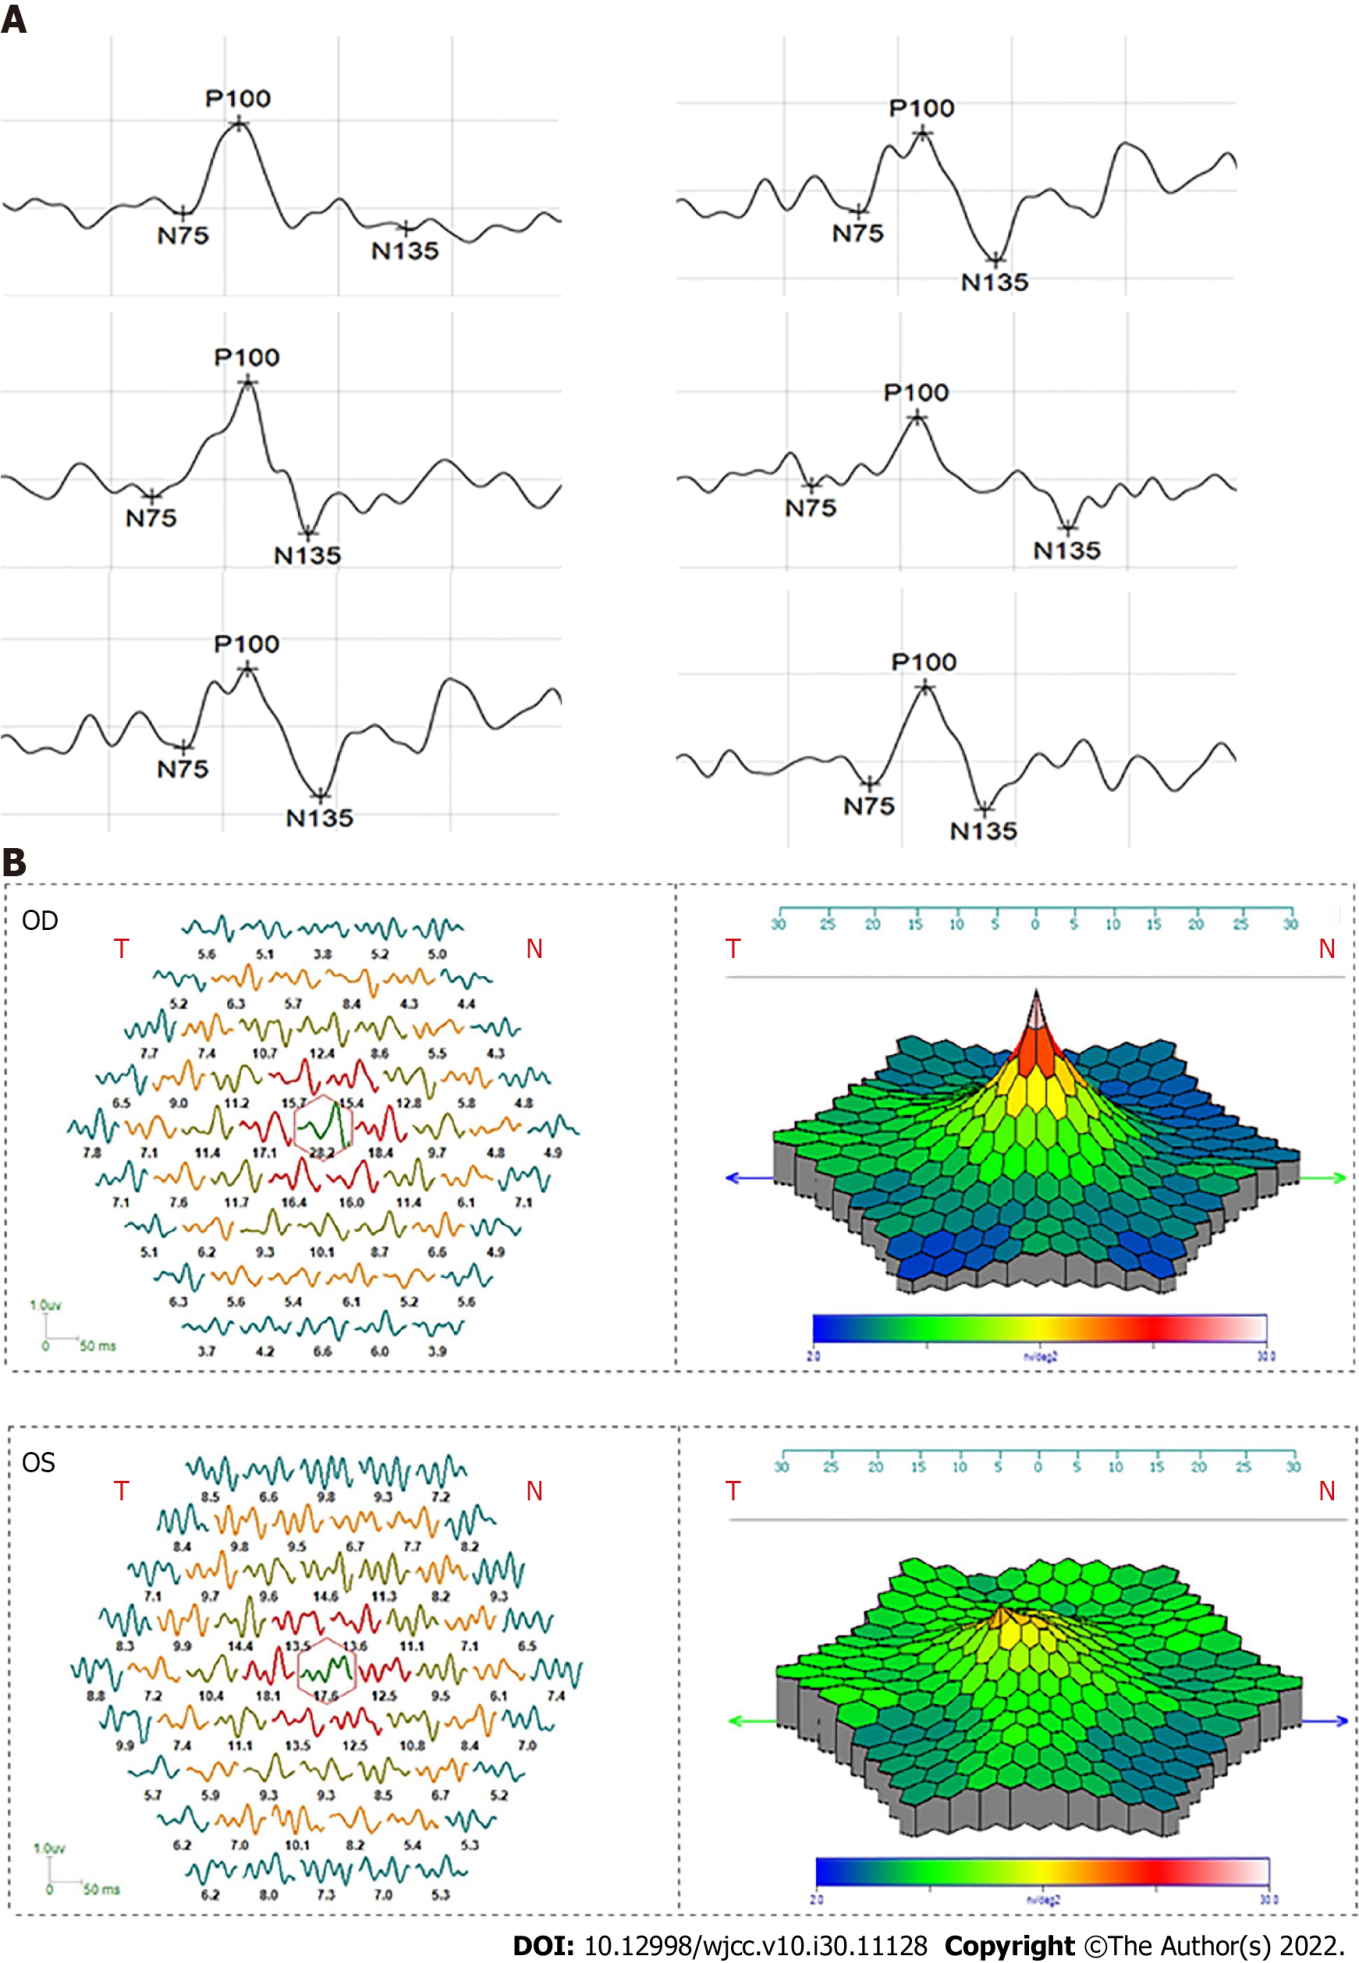 A
P100
N75
N135
P100
N75
N135
P100
N75
N135
P100
N75
N135
P100
N75
N135
P100
N75
N135
B
OD
T
N
5.6 5.1 3.8 5.2 5.0
5.2 6.3 5.7 8.4 4.3 4.4
7.7 7.4 10.7 12.4 8.6 5.5 4.3
6.5 9.0 11.2 15.7 15.4 12.8 5.8 4.8
7.8 7.1 11.4 17.1 28.2 18.4 9.7 4.8 4.9
7.1 7.6 11.7 16.4 16.0 11.4 6.1 7.1
5.1 6.2 9.3 10.1 8.7 6.6 4.9
6.3 5.6 5.4 6.1 5.2 5.6
3.7 4.2 6.6 6.0 3.9
1.0uv
0 50 ms
30 25 20 15 10 5 0 5 10 15 20 25 30
T
N
2.0 nv/deg2 30.0
OS
T
N
8.5 6.6 9.8 9.3 7.2
8.4 9.8 9.5 6.7 7.7 8.2
7.1 9.7 9.6 14.6 11.3 8.2 9.3
8.3 9.9 14.4 13.5 13.6 11.1 7.1 6.5
8.8 7.2 10.4 18.1 17.6 12.5 9.5 6.1 7.4
9.9 7.4 11.1 13.5 12.5 10.8 8.4 7.0
5.7 5.9 9.3 9.3 8.5 6.7 5.2
6.2 7.0 10.1 8.2 5.4 5.3
6.2 8.0 7.3 7.0 5.3
1.0uv
0 50 ms
30 25 20 15 10 5 0 5 10 15 20 25 30
T
N
2.0 nv/deg2 30.0
DOI: 10.12998/wjcc.v10.i30.11128 Copyright ©The Author(s) 2022.